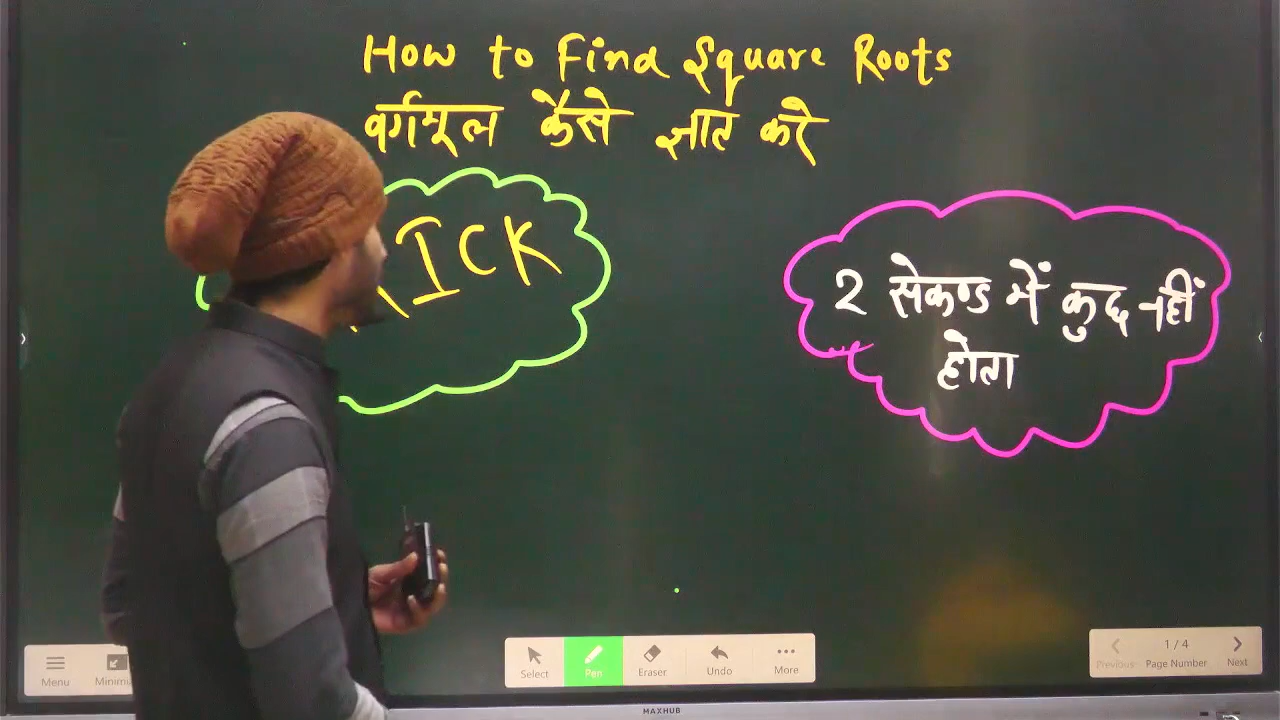 How to Find Square Roots
वर्गमूल कैसे ज्ञात करे
RICK
2 सेकण्ड में कुछ नहीं
होता
Menu
Select
Pen
Eraser
Undo
More
Previous
1 / 4
Page Number
Next
MAXHUB